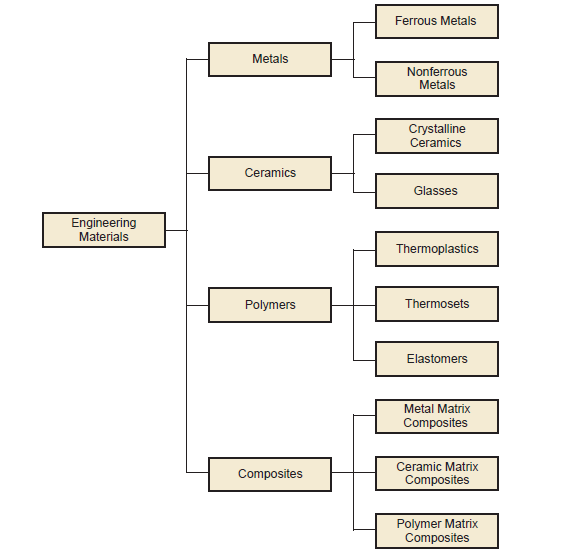 Ferrous Metals
Metals
Nonferrous
Metals
Crystalline
Ceramics
Ceramics
Glasses
Engineering
Materials
Thermoplastics
Polymers
Thermosets
Elastomers
Metal Matrix
Composites
Composites
Ceramic Matrix
Composites
Polymer Matrix
Composites